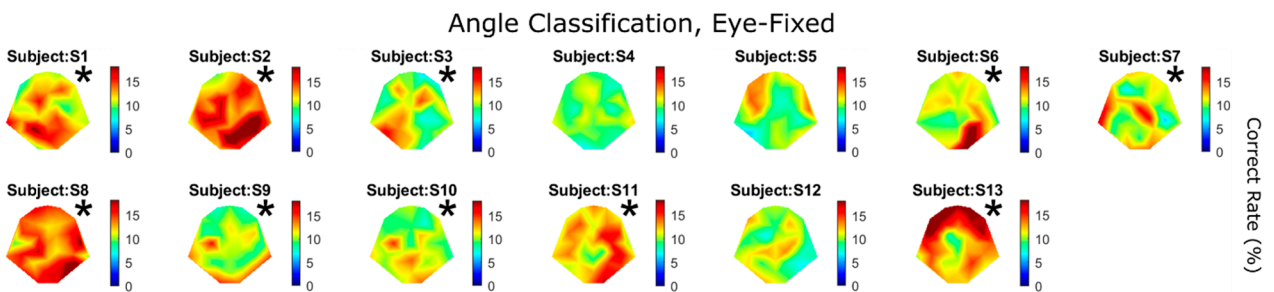 Angle Classification, Eye-Fixed
Subject:S1 * Subject:S2 * Subject:S3 * Subject:S4 Subject:S5 Subject:S6 * Subject:S7 *
15 15 15 15 15 15 15
10 10 10 10 10 10 10
5 5 5 5 5 5 5
0 0 0 0 0 0 0
Subject:S8 * Subject:S9 * Subject:S10 * Subject:S11 * Subject:S12 Subject:S13 *
15 15 15 15 15 15
10 10 10 10 10 10
5 5 5 5 5 5
0 0 0 0 0 0
Correct Rate (%)